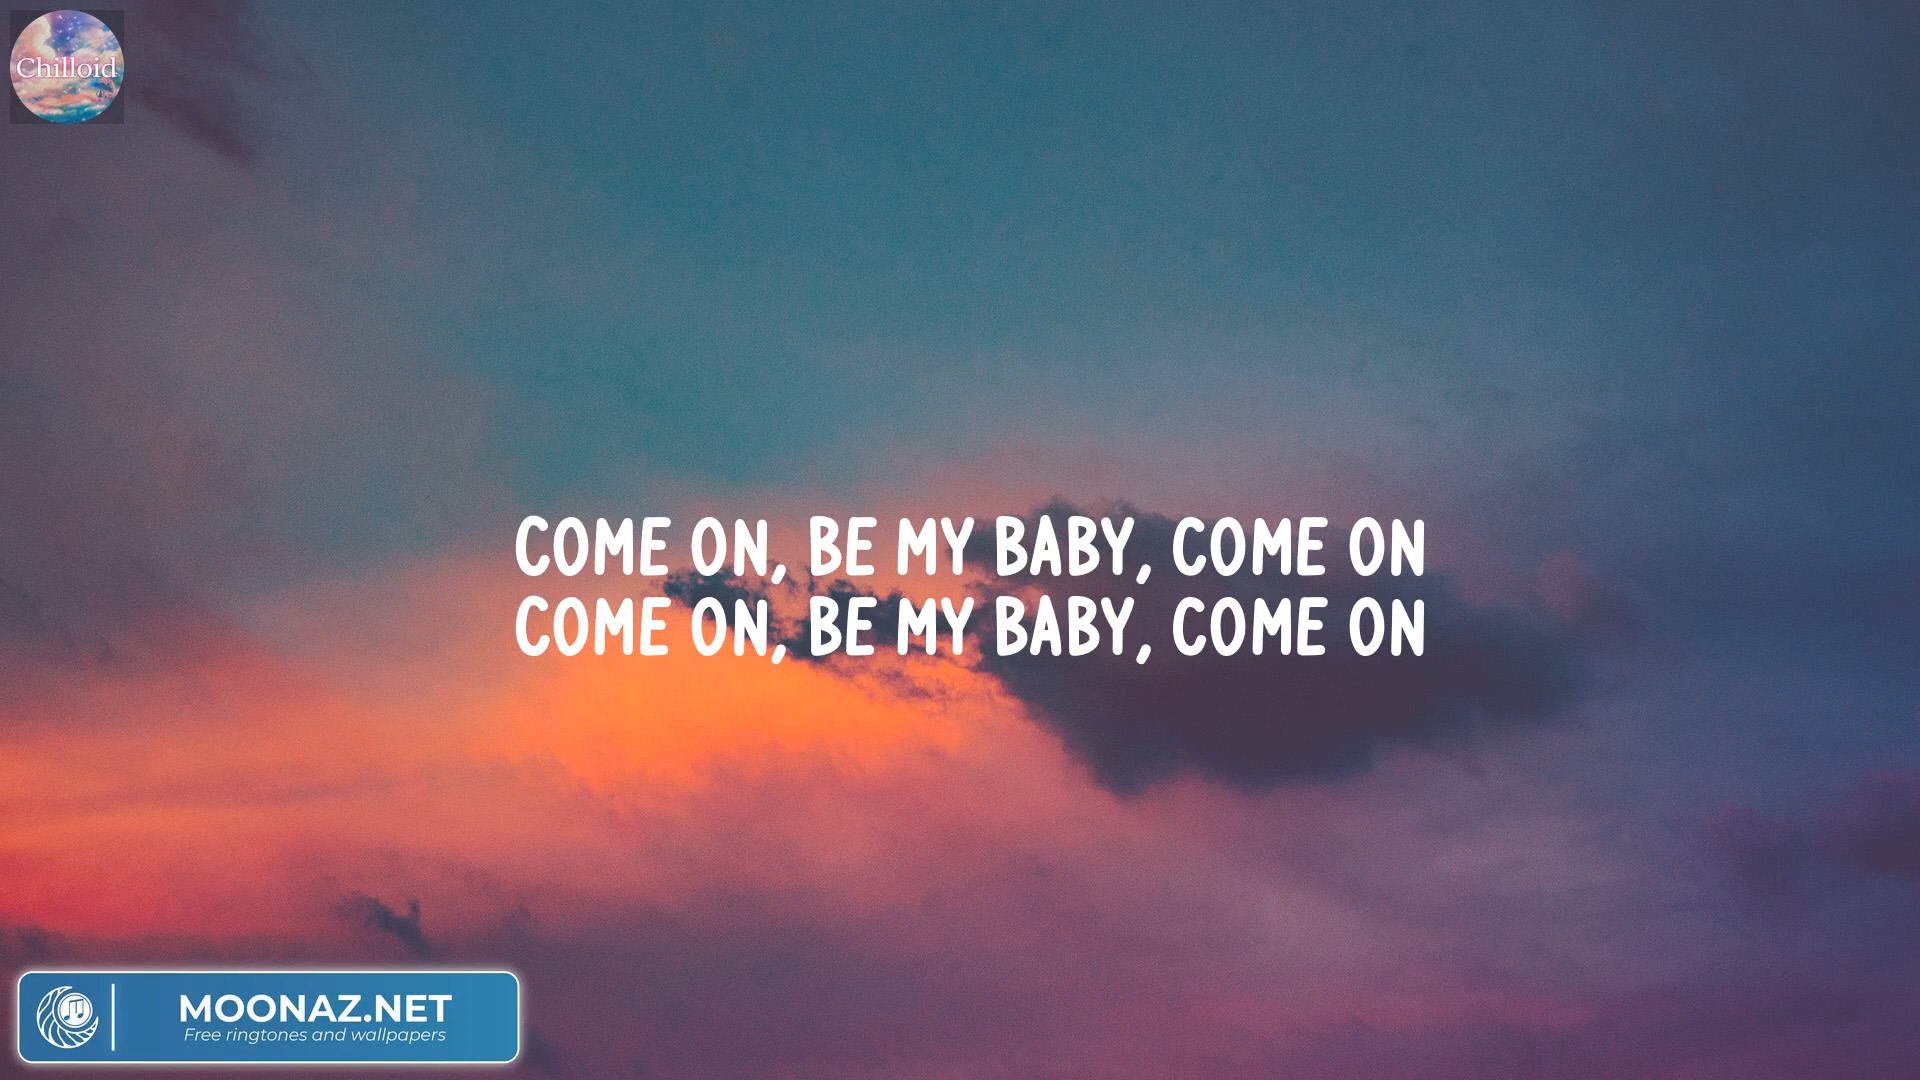 Chilloid
COME ON, BE MY BABY, COME ON
COME ON, BE MY BABY, COME ON
MOONAZ.NET
Free ringtones and wallpapers